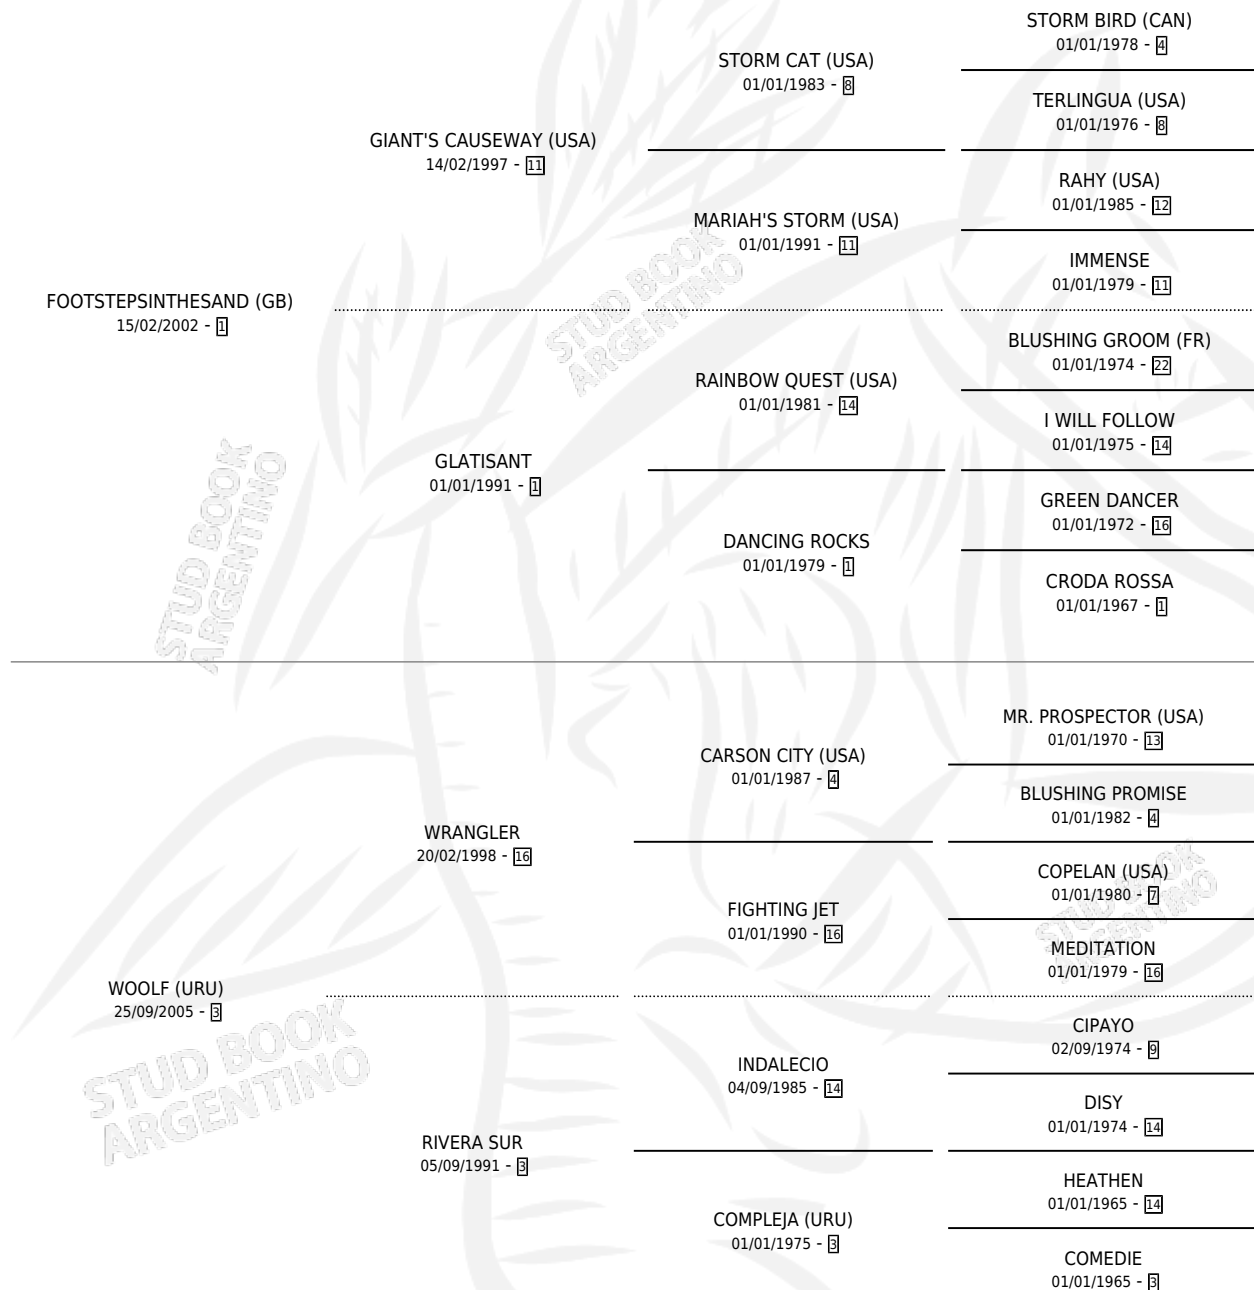 STORM BIRD (CAN)
01/01/1978 - 4
STORM CAT (USA)
01/01/1983 - 8
TERLINGUA (USA)
01/01/1976 - 8
GIANT'S CAUSEWAY (USA)
14/02/1997 - 11
RAHY (USA)
01/01/1985 - 12
MARIAH'S STORM (USA)
01/01/1991 - 11
IMMENSE
01/01/1979 - 11
FOOTSTEPSINTHESAND (GB)
15/02/2002 - 1
STUD BOOK
ARGENTINO
BLUSHING GROOM (FR)
01/01/1974 - 22
RAINBOW QUEST (USA)
01/01/1981 - 14
I WILL FOLLOW
01/01/1975 - 14
GLATISANT
01/01/1991 - 1
GREEN DANCER
01/01/1972 - 16
DANCING ROCKS
01/01/1979 - 1
CRODA ROSSA
01/01/1967 - 1
STUD BOOK
ARGENTINO
MR. PROSPECTOR (USA)
01/01/1970 - 13
CARSON CITY (USA)
01/01/1987 - 4
BLUSHING PROMISE
01/01/1982 - 4
WRANGLER
20/02/1998 - 16
COPELAN (USA)
01/01/1980 - 7
FIGHTING JET
01/01/1990 - 16
MEDITATION
01/01/1979 - 16
STUD BOOK
ARGENTINO
WOOLF (URU)
25/09/2005 - 3
CIPAYO
02/09/1974 - 9
INDALECIO
04/09/1985 - 14
DISY
01/01/1974 - 14
STUD BOOK
ARGENTINO
RIVERA SUR
05/09/1991 - 3
HEATHEN
01/01/1965 - 14
COMPLEJA (URU)
01/01/1975 - 3
COMEDIE
01/01/1965 - 3